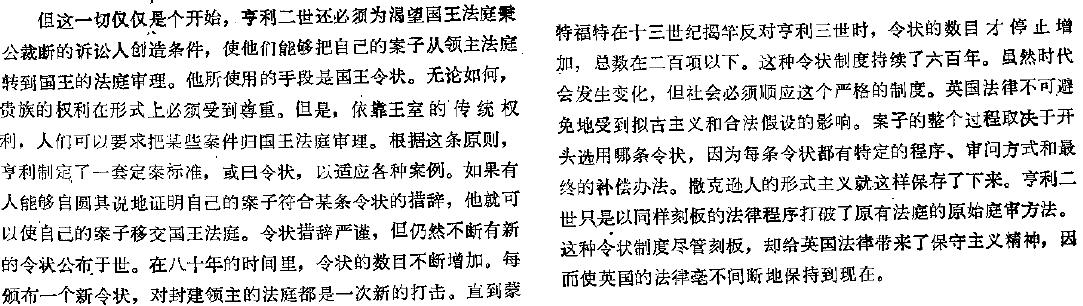 但这一切仅仅是个开始，亨利二世还必须为渴望国王法庭秉
公裁断的诉讼人创造条件，使他们能够把自己的案子从领主法庭
转到国王的法庭审理。他所使用的手段是国王令状。无论如何，
贵族的权利在形式上必须受到尊重。但是，依靠王室的传统权
利，人们可以要求把某些案件归国王法庭审理。根据这条原则，
亨利制定了一套定案标准，或曰令状，以适应各种案例。如果有
人能够自圆其说地证明自己的案子符合某条令状的措辞，他就可
以使自己的案子移交国王法庭。令状措辞严谨，但仍然不断有新
的令状公布于世。在八十年的时间里，令状的数目不断增加。每
颁布一个新令状，对封建领主的法庭都是一次新的打击。直到蒙
特福特在十三世纪揭竿反对亨利三世时，令状的数目才停止增
加，总数在二百项以下。这种令状制度持续了六百年。虽然时代
会发生变化，但社会必须顺应这个严格的制度。英国法律不可避
免地受到拟古主义和合法假设的影响。案子的整个过程取决于开
头选用哪条令状，因为每条令状都有特定的程序、审问方式和最
终的补偿办法。撒克逊人的形式主义就这样保存了下来。亨利二
世只是以同样刻板的法律程序打破了原有法庭的原始庭审方法。
这种令状制度尽管刻板，却给英国法律带来了保守主义精神，因
而使英国的法律毫不间断地保持到现在。